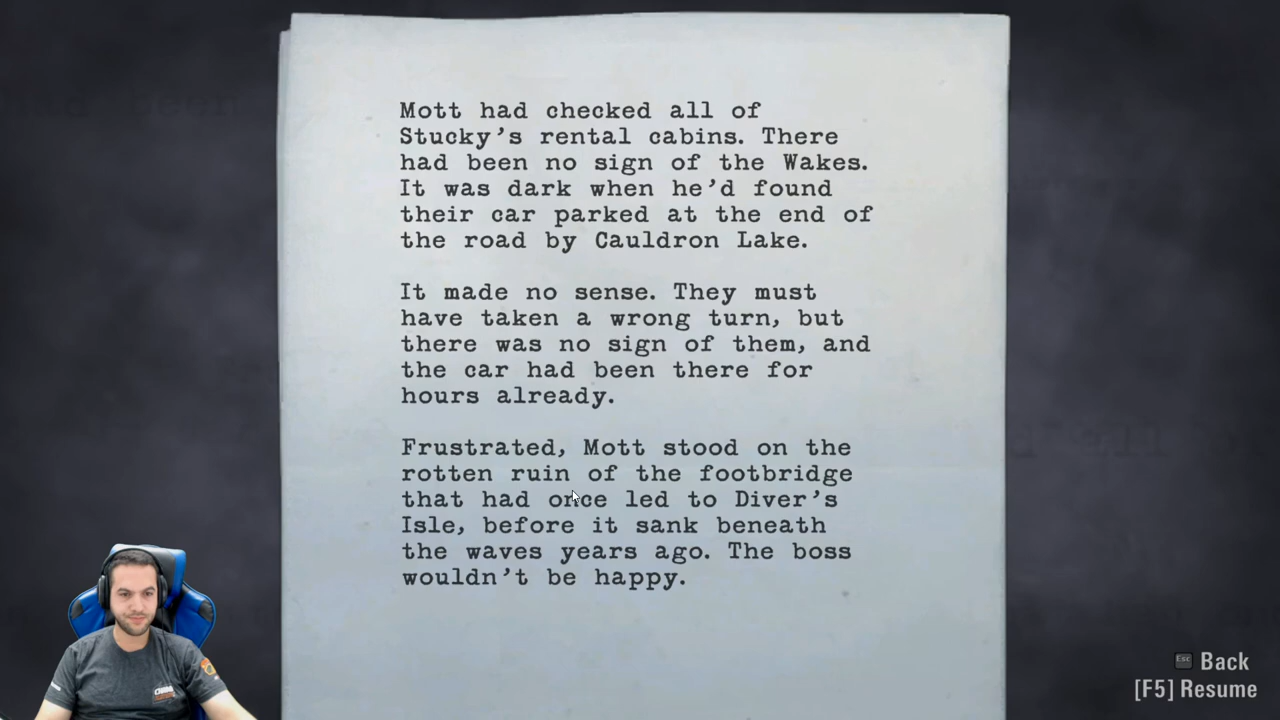 Mott had checked all of
Stucky's rental cabins. There
had been no sign of the Wakes.
It was dark when he'd found
their car parked at the end of
the road by Cauldron Lake.
It made no sense. They must
have taken a wrong turn, but
there was no sign of them, and
the car had been there for
hours already.
Frustrated, Mott stood on the
rotten ruin of the footbridge
that had once led to Diver's
Isle, before it sank beneath
the waves years ago. The boss
wouldn't be happy.
Esc Back
[F5] Resume